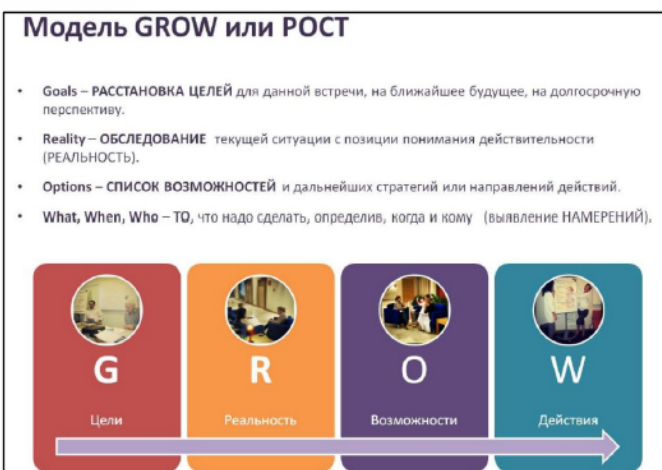 Модель GROW или РОСТ
• Goals – РАССТАНОВКА ЦЕЛЕЙ для данной встречи, на ближайшее будущее, на долгосрочную
перспективу.
• Reality – ОБСЛЕДОВАНИЕ текущей ситуации с позиции понимания действительности
(РЕАЛЬНОСТЬ).
• Options – СПИСОК ВОЗМОЖНОСТЕЙ и дальнейших стратегий или направлений действий.
• What, When, Who – ТО, что надо сделать, определив, когда и кому (выявление НАМЕРЕНИЙ).
G R O W
Цели Реальность Возможности Действия